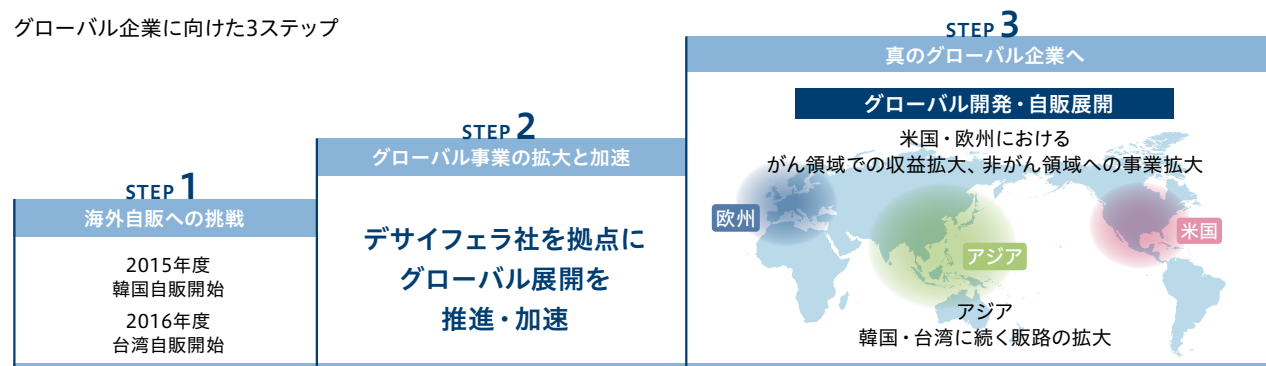 グローバル企業に向けた3ステップ
STEP 1
海外自販への挑戦
2015年度
韓国自販開始
2016年度
台湾自販開始
STEP 2
グローバル事業の拡大と加速
デサイフェラ社を拠点に
グローバル展開を
推進・加速
STEP 3
真のグローバル企業へ
グローバル開発・自販展開
米国・欧州における
がん領域での収益拡大、非がん領域への事業拡大
欧州
アジア
米国
アジア
韓国・台湾に続く販路の拡大